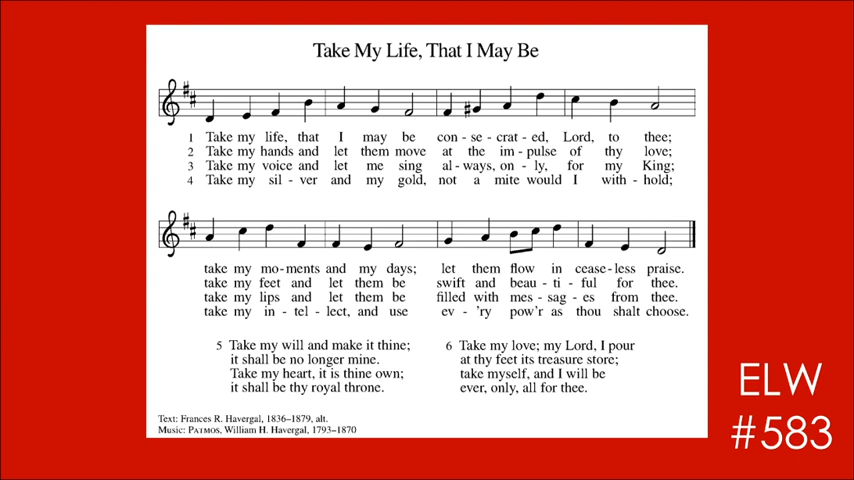 Take My Life, That I May Be
1 Take my life, that I may be con - se - crat - ed, Lord, to thee;
2 Take my hands and let them move at the im - pulse of thy love;
3 Take my voice and let me sing al - ways, on - ly, for my King;
4 Take my sil - ver and my gold, not a mite would I with - hold;
take my mo - ments and my days; let them flow in cease - less praise.
take my feet and let them be swift and beau - ti - ful for thee.
take my lips and let them be filled with mes - sag - es from thee.
take my in - tel - lect, and use ev - 'ry pow'r as thou shalt choose.
5 Take my will and make it thine;
it shall be no longer mine.
Take my heart, it is thine own;
it shall be thy royal throne.
6 Take my love; my Lord, I pour
at thy feet its treasure store;
take myself, and I will be
ever, only, all for thee.
Text: Frances R. Havergal, 1836–1879, alt.
Music: PATMOS, William H. Havergal, 1793–1870
ELW
#583